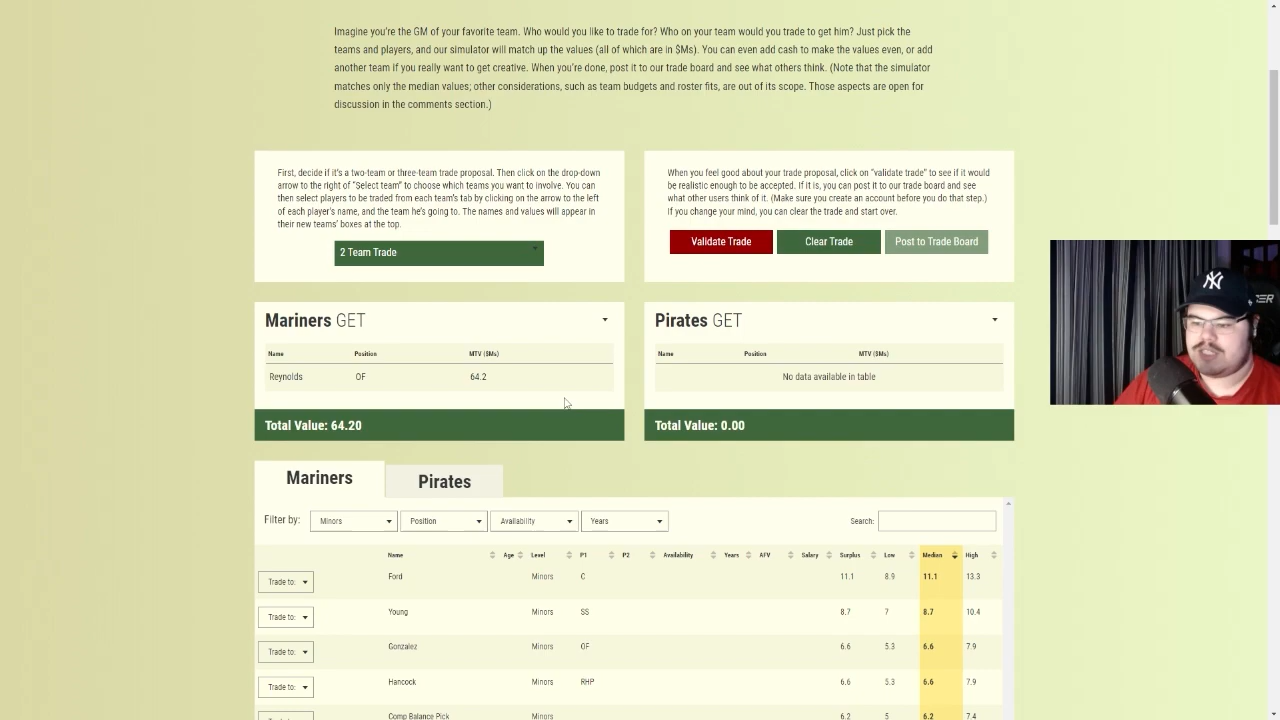 Imagine you're the GM of your favorite team. Who would you like to trade for? Who on your team would you trade to get him? Just pick the
teams and players, and our simulator will match up the values (all of which are in $Ms). You can even add cash to make the values even, or add
another team if you really want to get creative. When you're done, post it to our trade board and see what others think. (Note that the simulator
matches only the median values; other considerations, such as team budgets and roster fits, are out of its scope. Those aspects are open for
discussion in the comments section.)
First, decide if it's a two-team or three-team trade proposal. Then click on the drop-down
arrow to the right of "Select team" to choose which teams you want to involve. You can
then select players to be traded from each team's tab by clicking on the arrow to the left
of each player's name, and the team he's going to. The names and values will appear in
their new teams' boxes at the top.
2 Team Trade
When you feel good about your trade proposal, click on "validate trade" to see if it would
be realistic enough to be accepted. If it is, you can post it to our trade board and see
what other users think of it. (Make sure you create an account before you do that step.)
If you change your mind, you can clear the trade and start over.
Validate Trade Clear Trade Post to Trade Board
Mariners GET
Name Position MTV ($Ms)
Reynolds OF 64.2
Total Value: 64.20
Pirates GET
Name Position MTV ($Ms)
No data available in table
Total Value: 0.00
Mariners Pirates
Filter by: Minors Position Availability Years Search:
Name Age Level P1 P2 Availability Years AFV Salary Surplus Low Median High
Trade to: Ford Minors C 11.1 8.9 11.1 13.3
Trade to: Young Minors SS 8.7 7 8.7 10.4
Trade to: Gonzalez Minors OF 6.6 5.3 6.6 7.9
Trade to: Hancock Minors RHP 6.6 5.3 6.6 7.9
Comp Balance Pick Minors 6.2 5 6.2 7.4